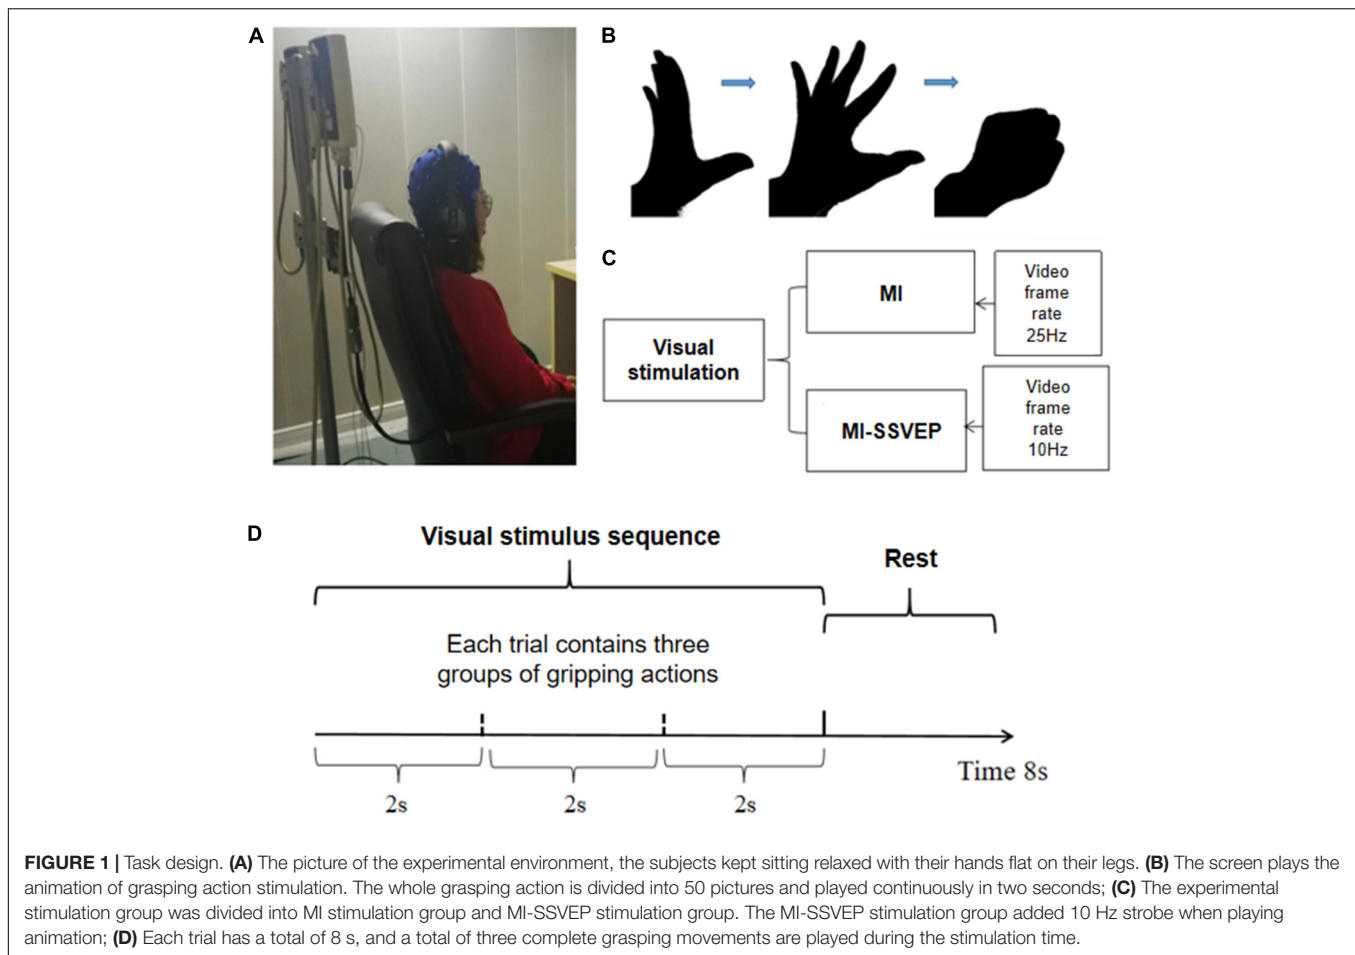 A
B
C
Visual
stimulation
MI
Video
frame
rate
25Hz
MI-SSVEP
Video
frame
rate
10Hz
D
Visual stimulus sequence
Rest
Each trial contains three
groups of gripping actions
Time 8s
2s
2s
2s
FIGURE 1 | Task design. (A) The picture of the experimental environment, the subjects kept sitting relaxed with their hands flat on their legs. (B) The screen plays the
animation of grasping action stimulation. The whole grasping action is divided into 50 pictures and played continuously in two seconds; (C) The experimental
stimulation group was divided into MI stimulation group and MI-SSVEP stimulation group. The MI-SSVEP stimulation group added 10 Hz strobe when playing
animation; (D) Each trial has a total of 8 s, and a total of three complete grasping movements are played during the stimulation time.